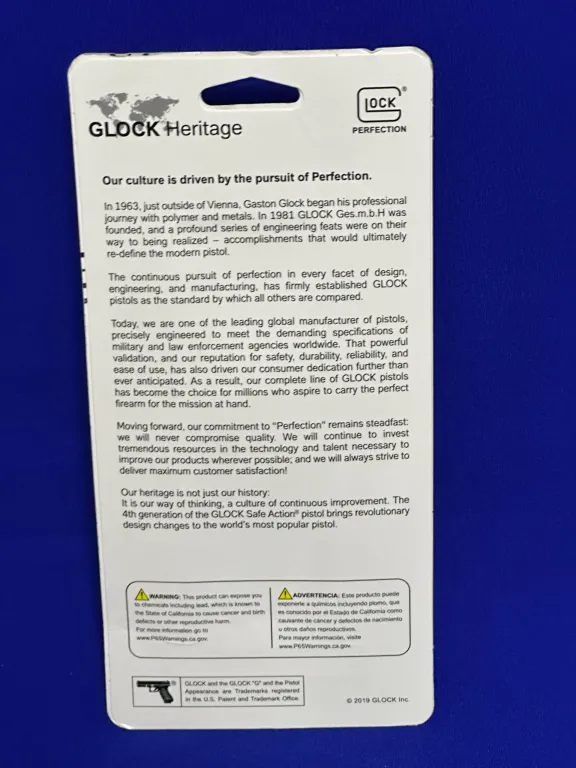 GLOCK Heritage
GLOCK®
PERFECTION
Our culture is driven by the pursuit of Perfection.
In 1963, just outside of Vienna, Gaston Glock began his professional
journey with polymer and metals. In 1981 GLOCK Ges.m.b.H was
founded, and a profound series of engineering feats were on their
way to being realized – accomplishments that would ultimately
re-define the modern pistol.
The continuous pursuit of perfection in every facet of design,
engineering, and manufacturing, has firmly established GLOCK
pistols as the standard by which all others are compared.
Today, we are one of the leading global manufacturer of pistols,
precisely engineered to meet the demanding specifications of
military and law enforcement agencies worldwide. That powerful
validation, and our reputation for safety, durability, reliability, and
ease of use, has also driven our consumer dedication further than
ever anticipated. As a result, our complete line of GLOCK pistols
has become the choice for millions who aspire to carry the perfect
firearm for the mission at hand.
Moving forward, our commitment to “Perfection” remains steadfast:
we will never compromise quality. We will continue to invest
tremendous resources in the technology and talent necessary to
improve our products wherever possible; and we will always strive to
deliver maximum customer satisfaction!
Our heritage is not just our history:
It is our way of thinking, a culture of continuous improvement. The
4th generation of the GLOCK Safe Action® pistol brings revolutionary
design changes to the world's most popular pistol.
WARNING: This product can expose you
to chemicals including lead, which is known to
the State of California to cause cancer and birth
defects or other reproductive harm.
For more information go to
www.P65Warnings.ca.gov.
ADVERTENCIA: Este producto puede
exponerle a químicos incluyendo plomo, que
es conocido por el Estado de California como
causante de cáncer y defectos de nacimiento
u otros daños reproductivos.
Para mayor información, visite
www.P65Warnings.ca.gov.
GLOCK and the GLOCK "G" and the Pistol
Appearance are Trademarks registered
in the U.S. Patent and Trademark Office.
© 2019 GLOCK Inc.